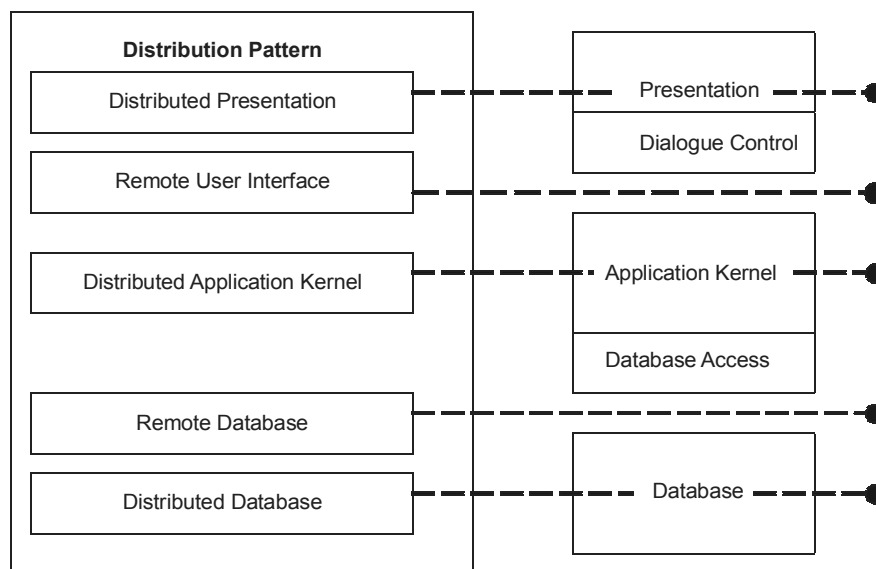 Distribution Pattern
Distributed Presentation
Remote User Interface
Distributed Application Kernel
Remote Database
Distributed Database
Presentation
Dialogue Control
Application Kernel
Database Access
Database